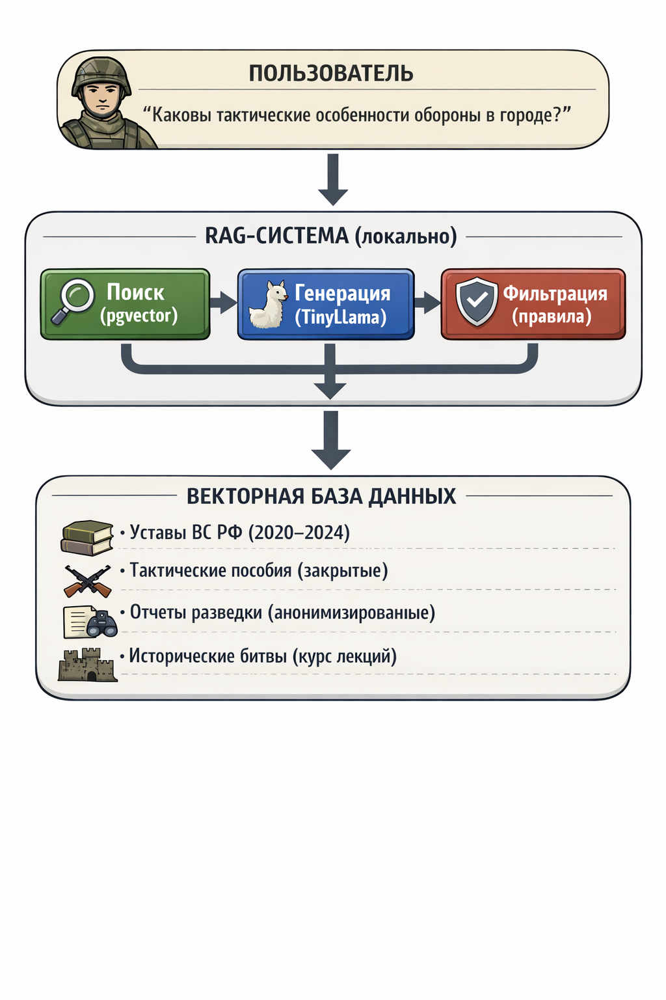 ПОЛЬЗОВАТЕЛЬ
“Каковы тактические особенности обороны в городе?”
RAG-СИСТЕМА (локально)
Поиск
(pgvector)
Генерация
(TinyLLama)
Фильтрация
(правила)
ВЕКТОРНАЯ БАЗА ДАННЫХ
• Уставы ВС РФ (2020–2024)
• Тактические пособия (закрытые)
• Отчеты разведки (анонимизированные)
• Исторические битвы (курс лекций)